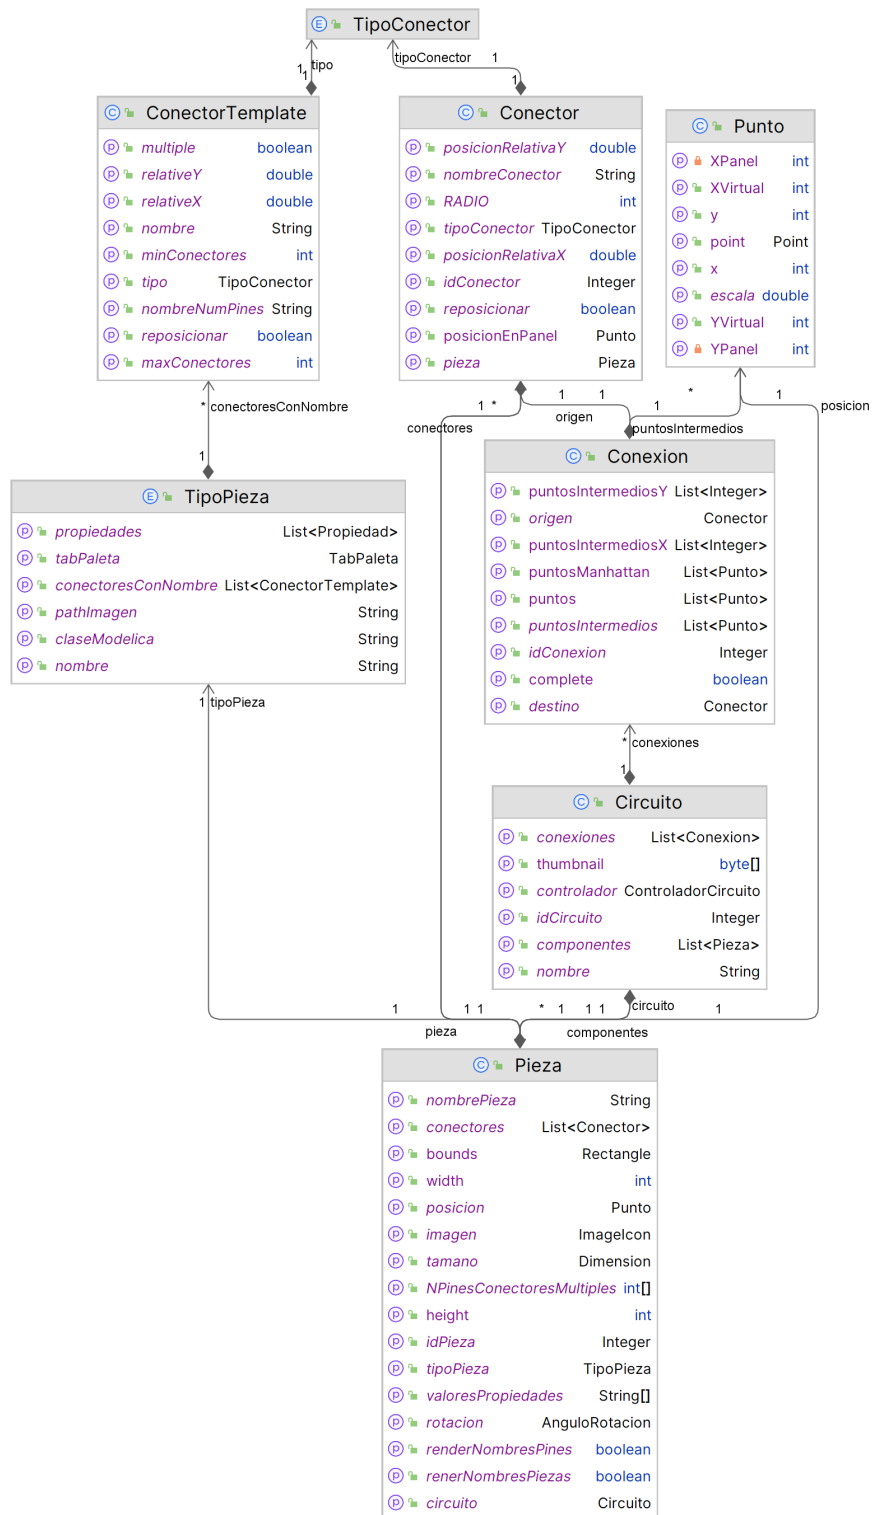 E TipoConector
1 tipo
1
tipoConector 1
1
C ConectorTemplate
p multiple boolean
p relativeY double
p relativeX double
p nombre String
p minConectores int
p tipo TipoConector
p nombreNumPines String
p reposicionar boolean
p maxConectores int
C Conector
p posicionRelativaY double
p nombreConector String
p RADIO int
p tipoConector TipoConector
p posicionRelativaX double
p idConector Integer
p reposicionar boolean
p posicionEnPanel Punto
p pieza Pieza
C Punto
p XPanel int
p XVirtual int
p y int
p point Point
p x int
p escala double
p YVirtual int
p YPanel int
* conectoresConNombre
1
1 * 1 1 1 * 1
conectores origen puntosIntermedios posicion
E TipoPieza
p propiedades List<Propiedad>
p tabPaleta TabPaleta
p conectoresConNombre List<ConectorTemplate>
p pathImagen String
p claseModelica String
p nombre String
1 tipoPieza
C Conexion
p puntosIntermediosY List<Integer>
p origen Conector
p puntosIntermediosX List<Integer>
p puntosManhattan List<Punto>
p puntos List<Punto>
p puntosIntermedios List<Punto>
p idConexion Integer
p complete boolean
p destino Conector
* conexiones
1
C Circuito
p conexiones List<Conexion>
p thumbnail byte[]
p controlador ControladorCircuito
p idCircuito Integer
p componentes List<Pieza>
p nombre String
circuito
1 1 1 * 1 1 1 1
pieza componentes
C Pieza
p nombrePieza String
p conectores List<Conector>
p bounds Rectangle
p width int
p posicion Punto
p imagen ImageIcon
p tamano Dimension
p NPinesConectoresMultiples int[]
p height int
p idPieza Integer
p tipoPieza TipoPieza
p valoresPropiedades String[]
p rotacion AnguloRotacion
p renderNombresPines boolean
p renerNombresPiezas boolean
p circuito Circuito